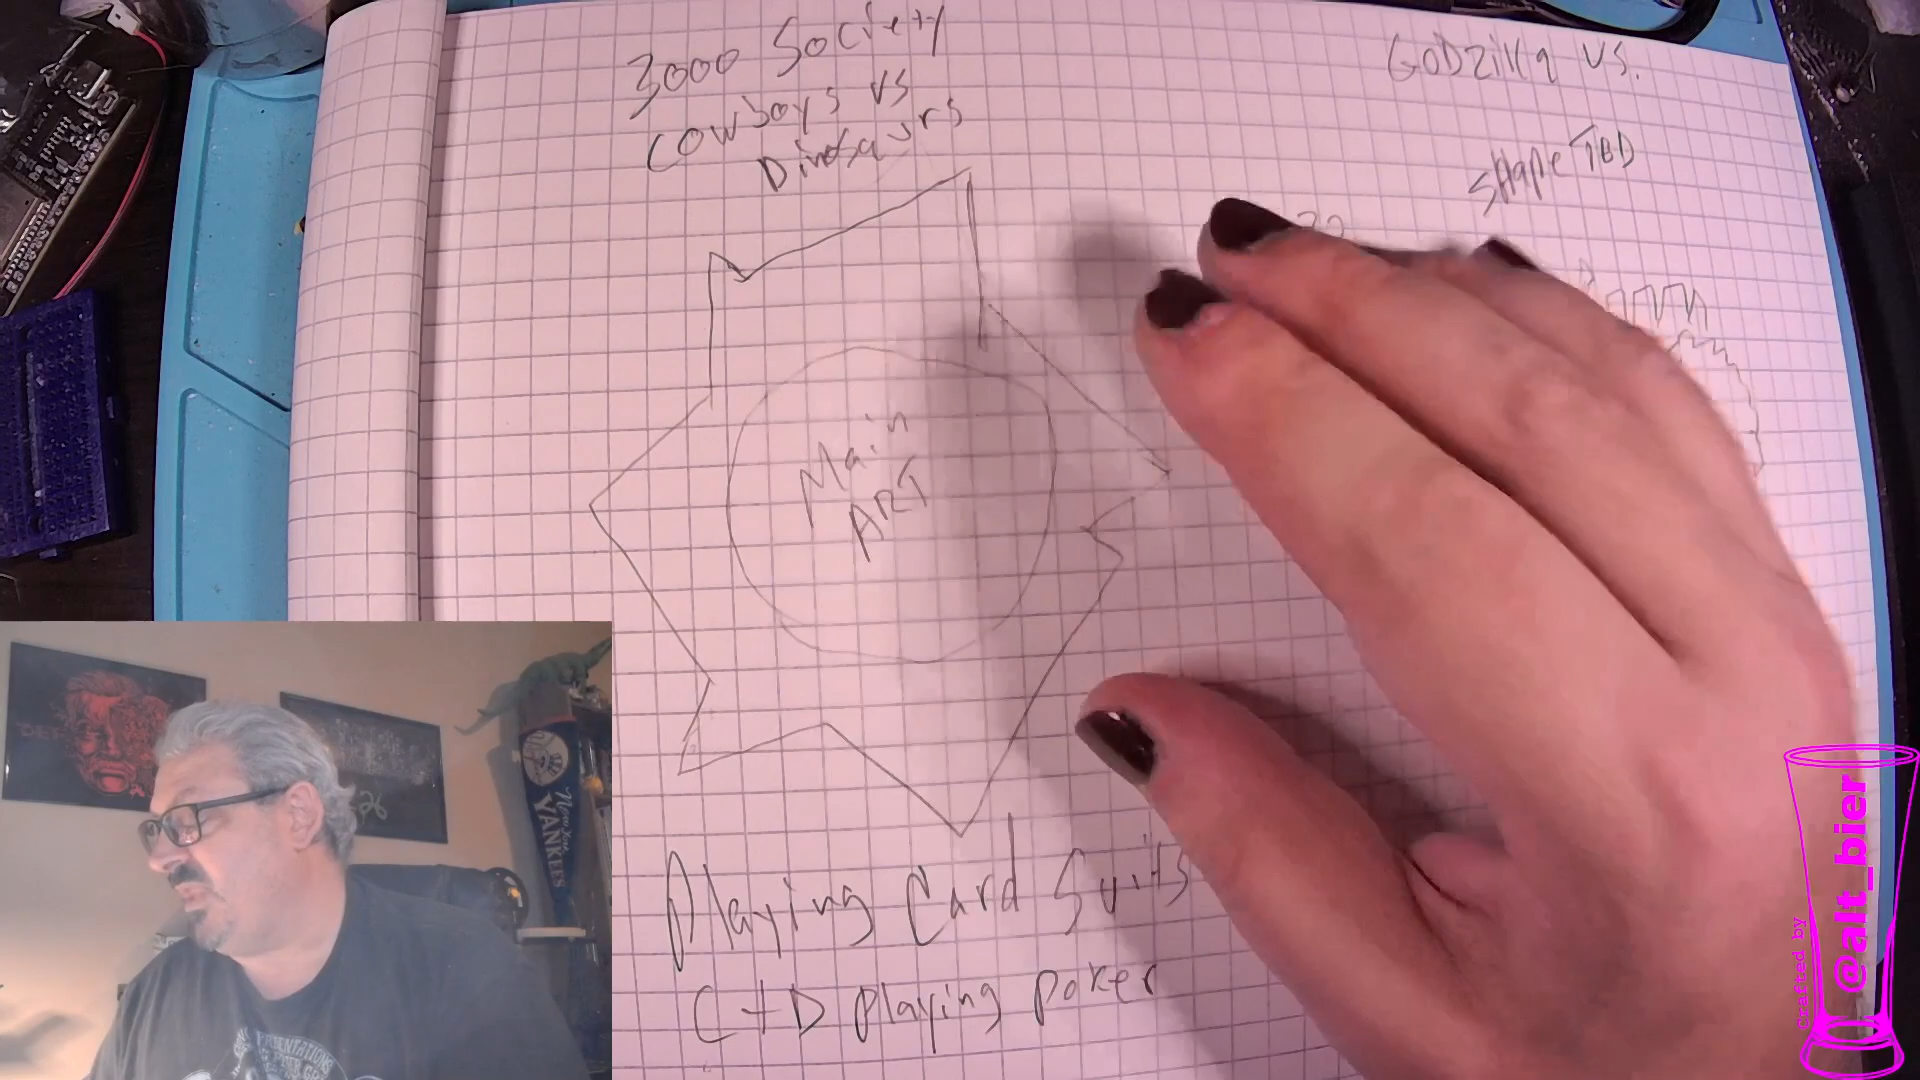 3000 Society
Cowboys vs
Dinosaurs
GODZilla vs.
SHAPE TBD
Main
ART
Playing Card Suits
C + D Playing Poker
DEF
New York
YANKEES
Crafted by
@alt_bier